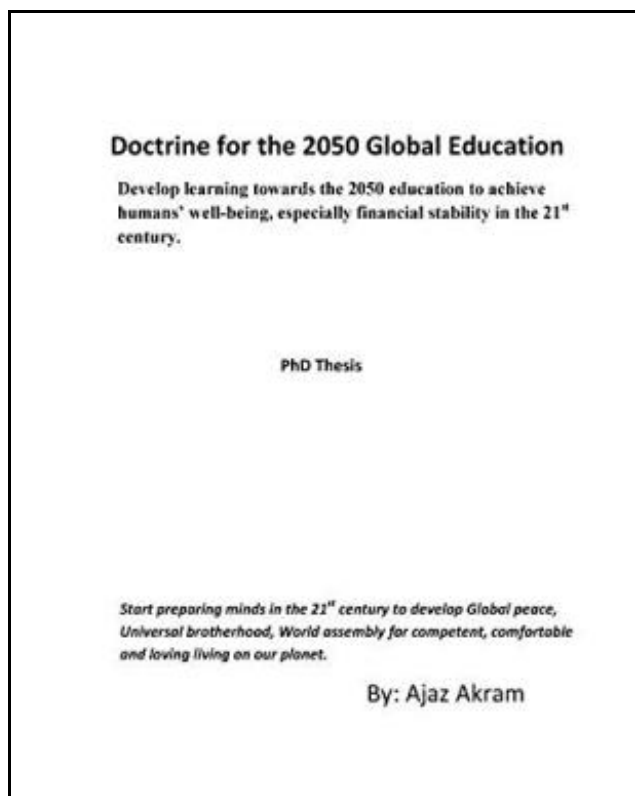 Doctrine for the 2050 Global Education
Develop learning towards the 2050 education to achieve
humans' well-being, especially financial stability in the 21st
century.
PhD Thesis
Start preparing minds in the 21st century to develop Global peace,
Universal brotherhood, World assembly for competent, comfortable
and loving living on our planet.
By: Ajaz Akram